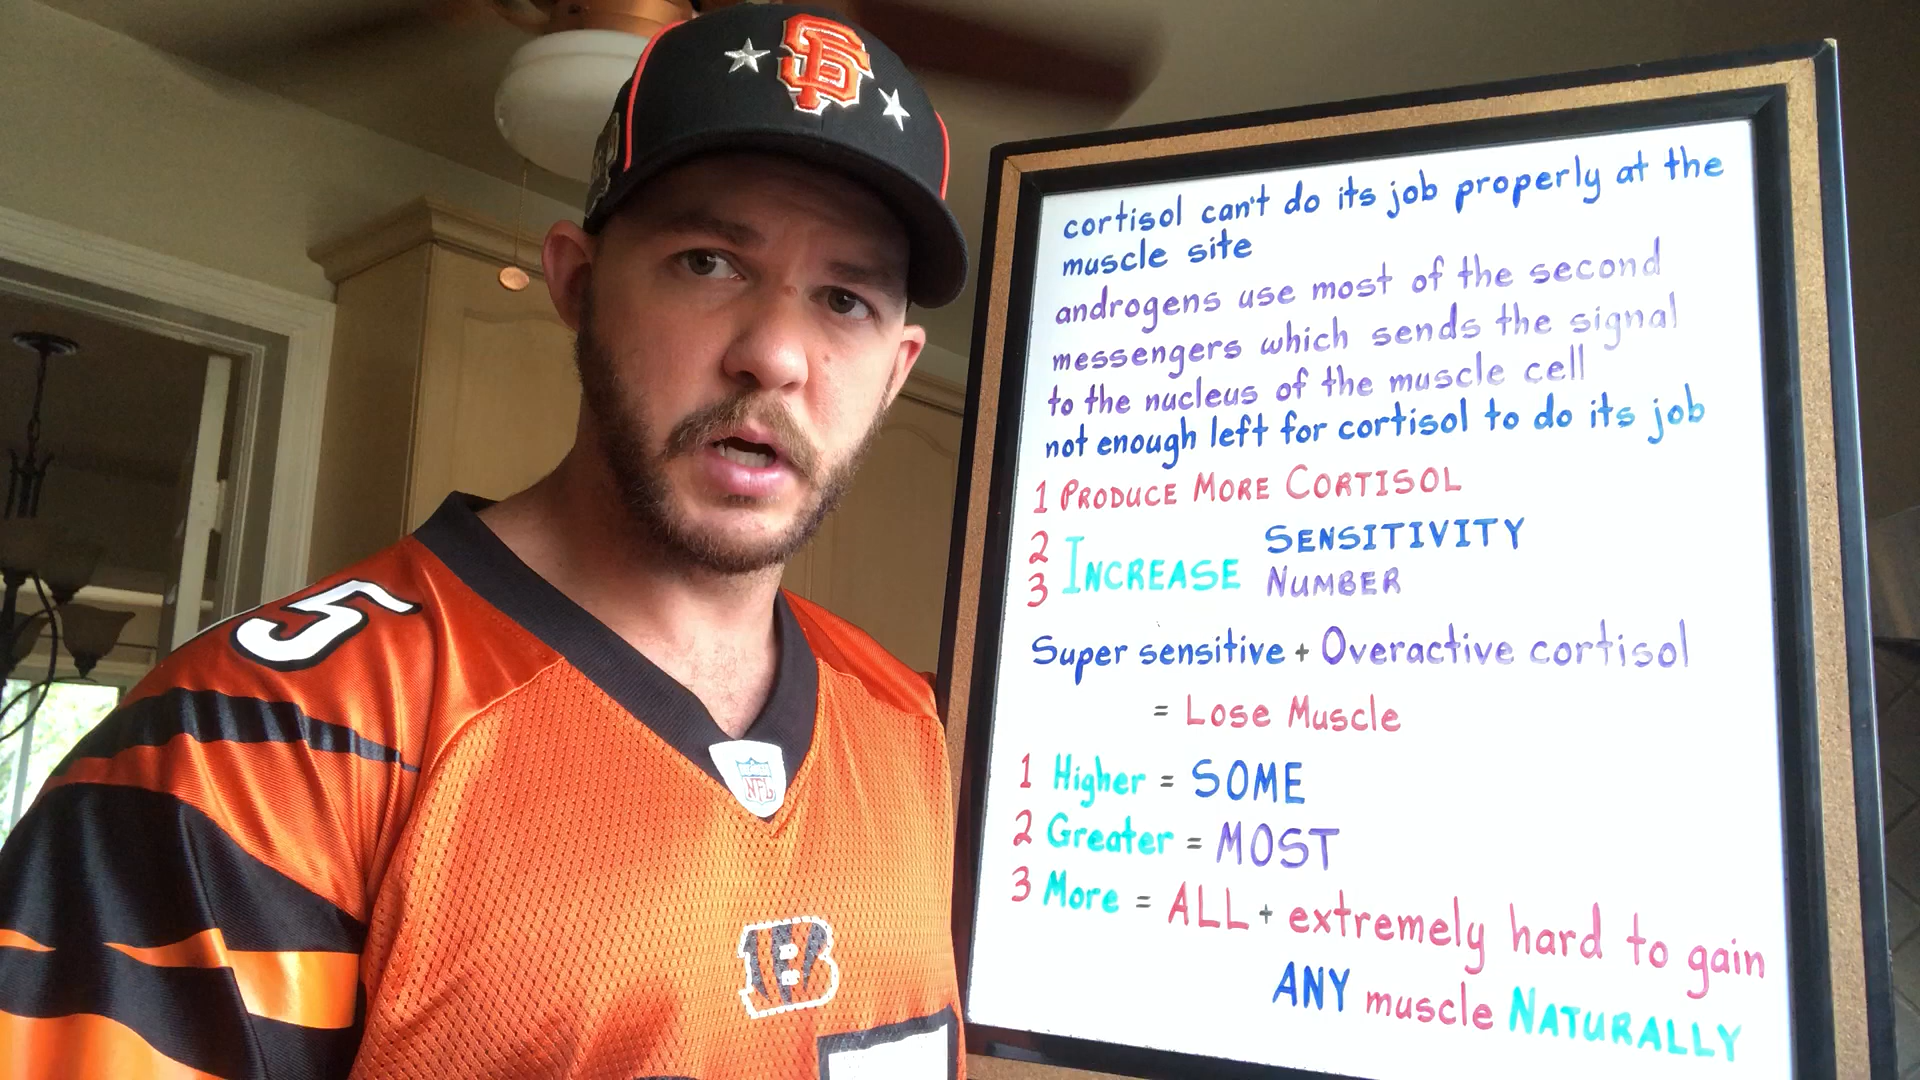 SF
5
NFL
B
cortisol can't do its job properly at the
muscle site
androgens use most of the second
messengers which sends the signal
to the nucleus of the muscle cell
not enough left for cortisol to do its job
1 PRODUCE MORE CORTISOL
2 SENSITIVITY
INCREASE
3 NUMBER
Super sensitive + Overactive cortisol
= Lose Muscle
1 Higher = SOME
2 Greater = MOST
3 More = ALL + extremely hard to gain
ANY muscle NATURALLY